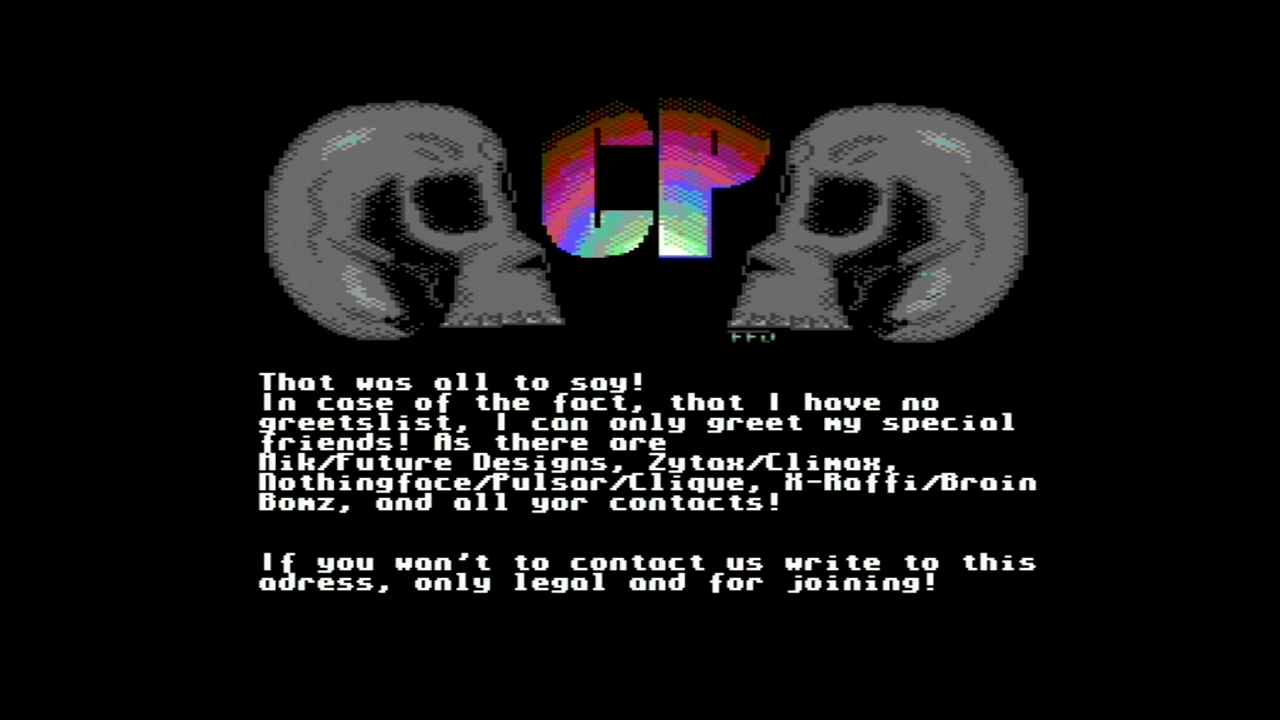 CP
That was all to say!
In case of the fact, that I have no
greetslist, I can only greet my special
friends! As there are
Nik/Future Designs, Zytax/Climax,
Nothingface/Pulsar/Clique, X-Raffi/Brain
Bomz, and all yor contacts!
If you wan't to contact us write to this
adress, only legal and for joining!